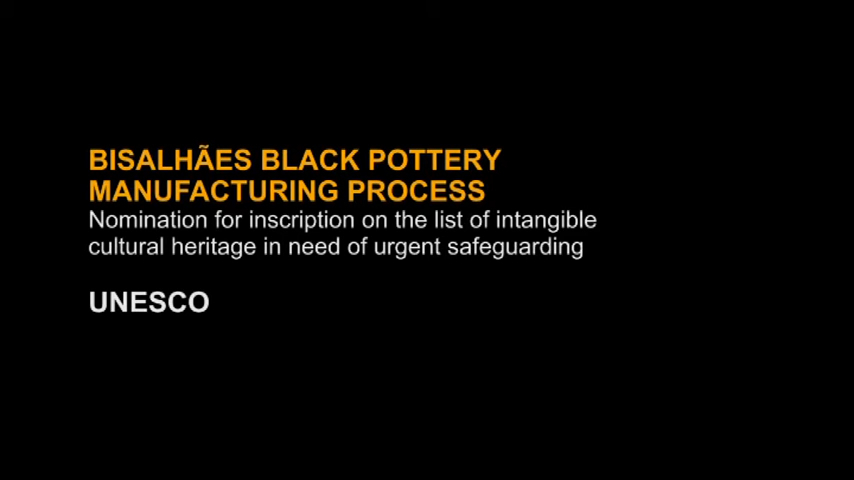 BISALHÃES BLACK POTTERY
MANUFACTURING PROCESS
Nomination for inscription on the list of intangible
cultural heritage in need of urgent safeguarding
UNESCO